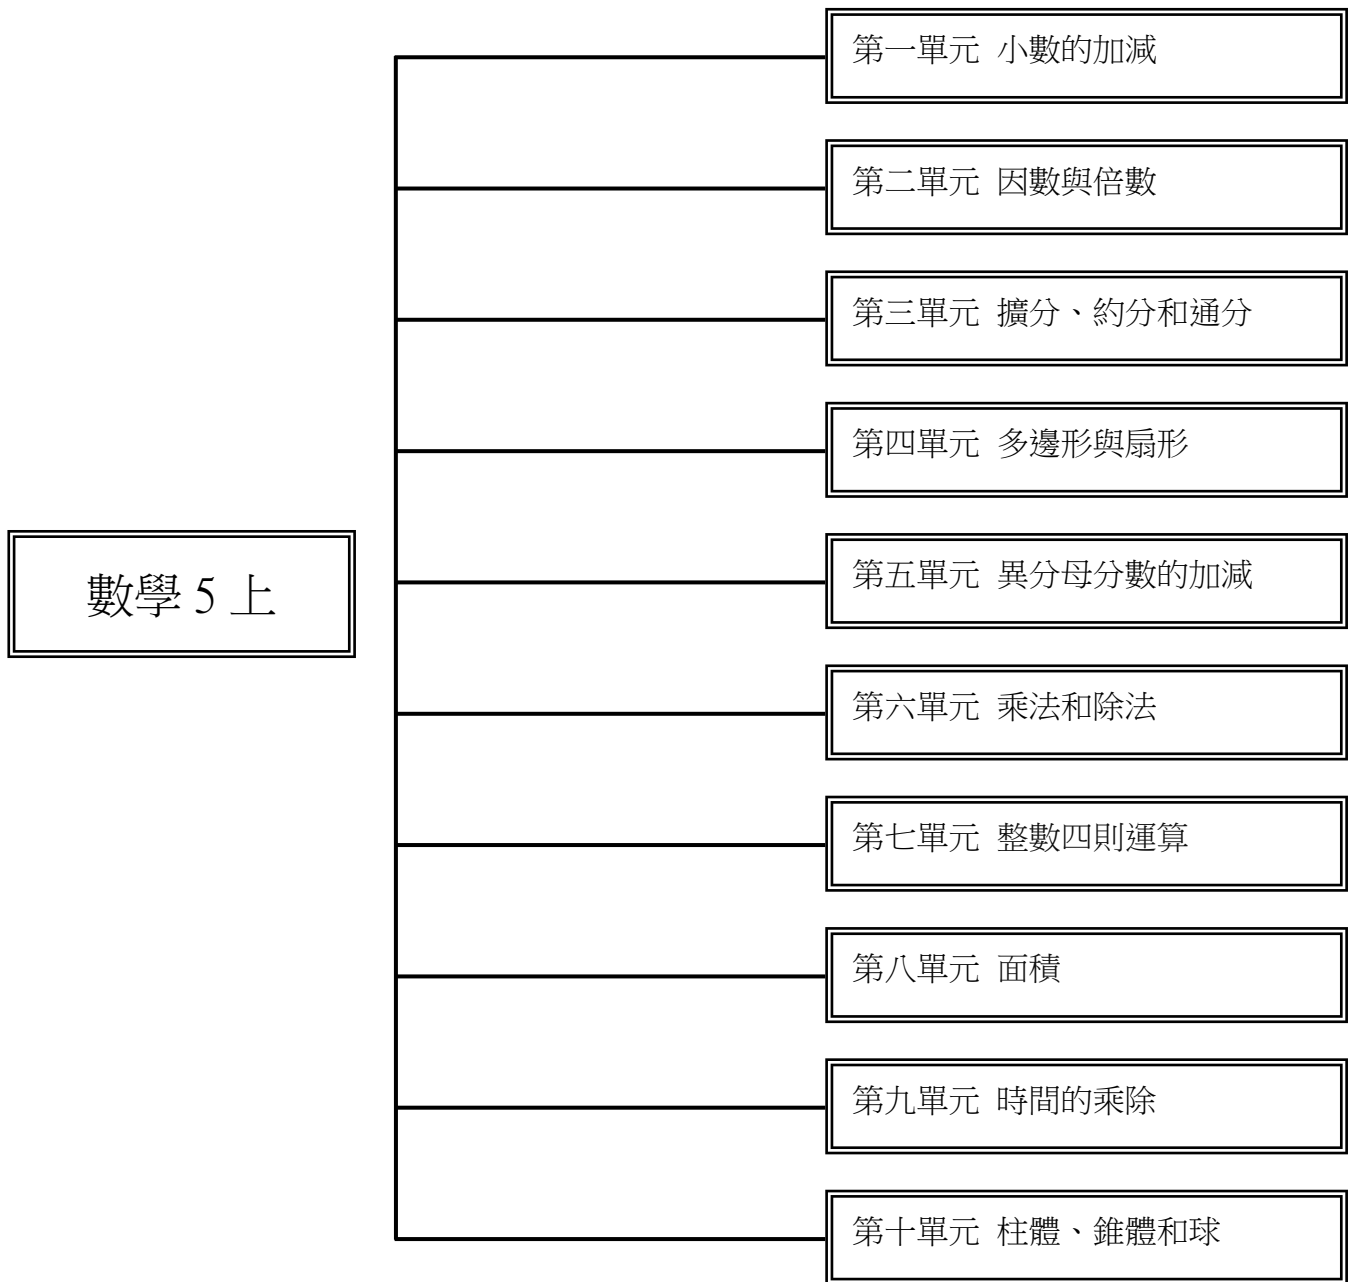 第一單元 小數的加減
第二單元 因數與倍數
第三單元 擴分、約分和通分
第四單元 多邊形與扇形
數學 5 上
第五單元 異分母分數的加減
第六單元 乘法和除法
第七單元 整數四則運算
第八單元 面積
第九單元 時間的乘除
第十單元 柱體、錐體和球